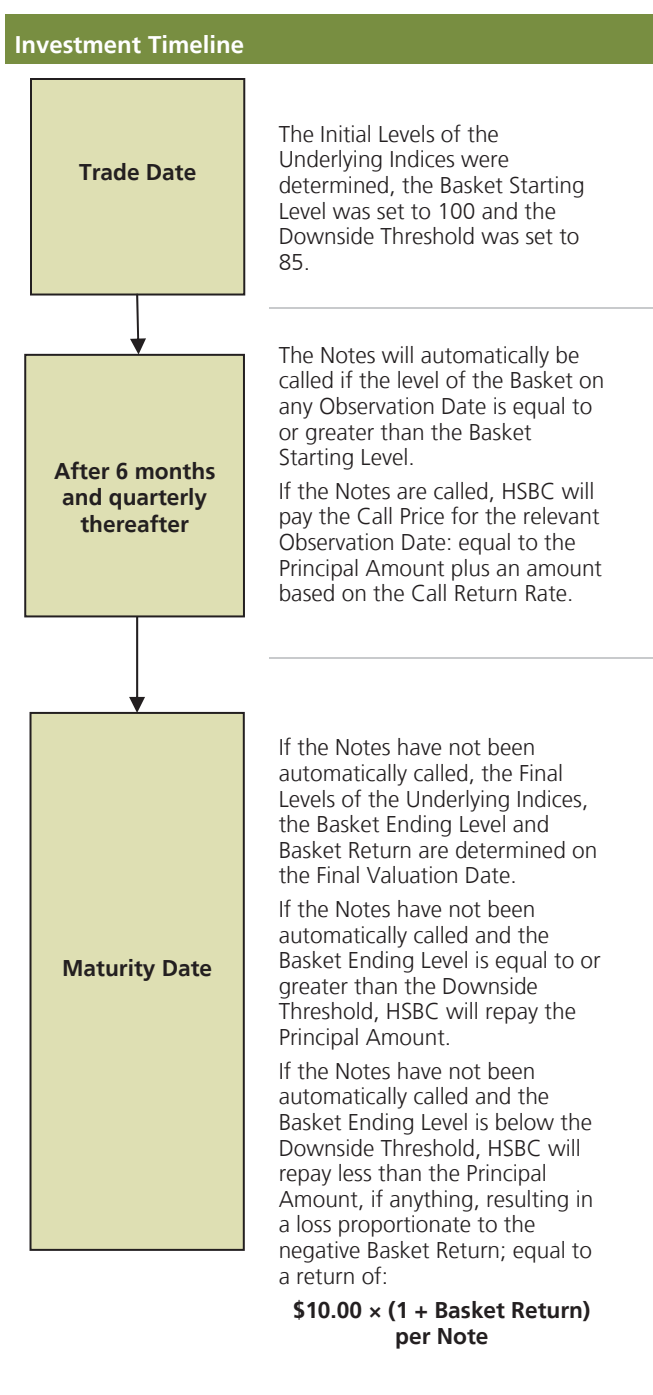 Investment Timeline
Trade Date
The Initial Levels of the
Underlying Indices were
determined, the Basket Starting
Level was set to 100 and the
Downside Threshold was set to
85.
After 6 months
and quarterly
thereafter
The Notes will automatically be
called if the level of the Basket on
any Observation Date is equal to
or greater than the Basket
Starting Level.
If the Notes are called, HSBC will
pay the Call Price for the relevant
Observation Date: equal to the
Principal Amount plus an amount
based on the Call Return Rate.
Maturity Date
If the Notes have not been
automatically called, the Final
Levels of the Underlying Indices,
the Basket Ending Level and
Basket Return are determined on
the Final Valuation Date.
If the Notes have not been
automatically called and the
Basket Ending Level is equal to or
greater than the Downside
Threshold, HSBC will repay the
Principal Amount.
If the Notes have not been
automatically called and the
Basket Ending Level is below the
Downside Threshold, HSBC will
repay less than the Principal
Amount, if anything, resulting in
a loss proportionate to the
negative Basket Return; equal to
a return of:
$10.00 × (1 + Basket Return)
per Note